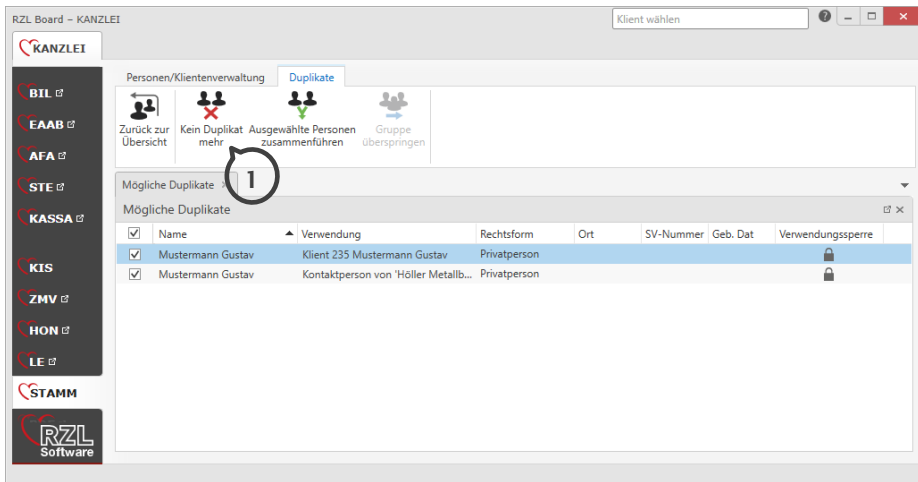 RZL Board – KANZLEI
Klient wählen
?
KANZLEI
Personen/Klientenverwaltung Duplikate
Zurück zur Übersicht
Kein Duplikat mehr
Ausgewählte Personen zusammenführen
Gruppe überspringen
1
BIL
EAAB
AFA
STE
KASSA
KIS
ZMV
HON
LE
STAMM
RZL
Software
Mögliche Duplikate
Mögliche Duplikate
Name Verwendung Rechtsform Ort SV-Nummer Geb. Dat Verwendungssperre
Mustermann Gustav Klient 235 Mustermann Gustav Privatperson
Mustermann Gustav Kontaktperson von 'Höller Metallb... Privatperson